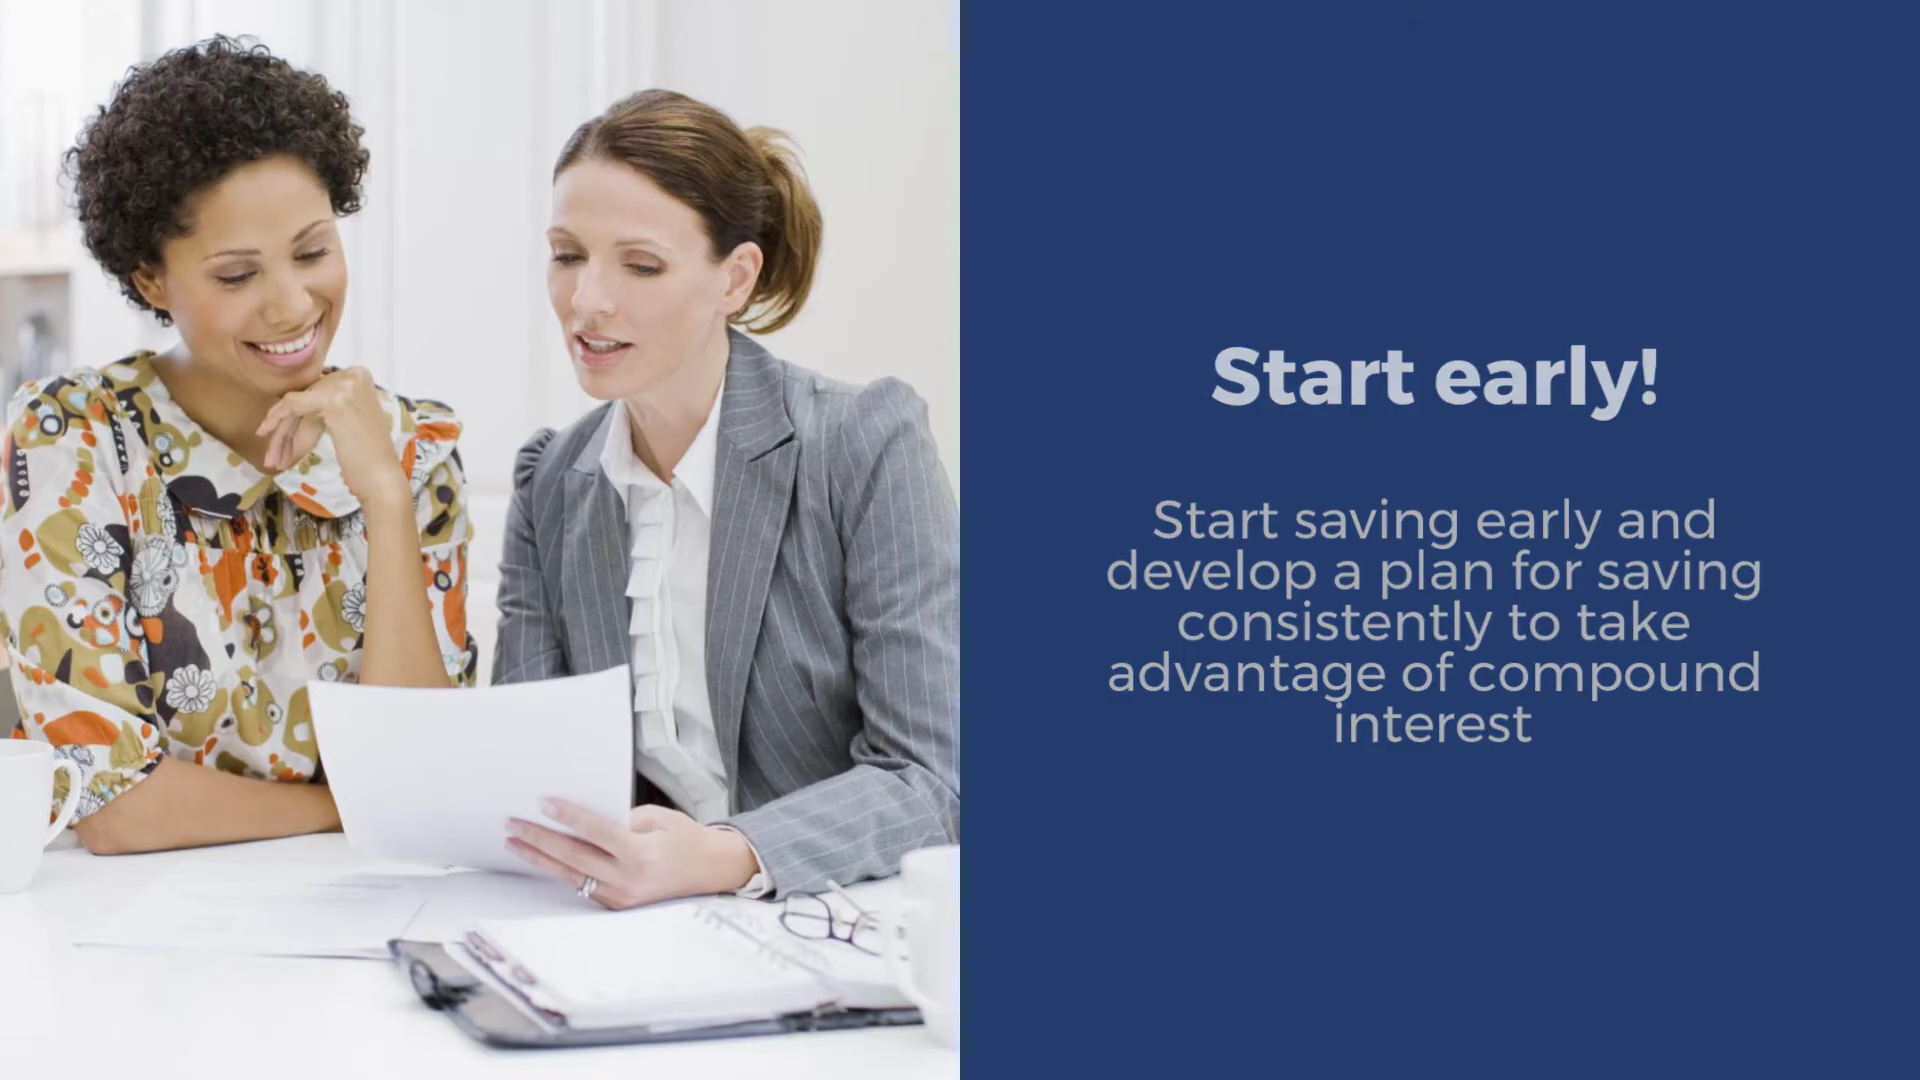 Start early!
Start saving early and
develop a plan for saving
consistently to take
advantage of compound
interest